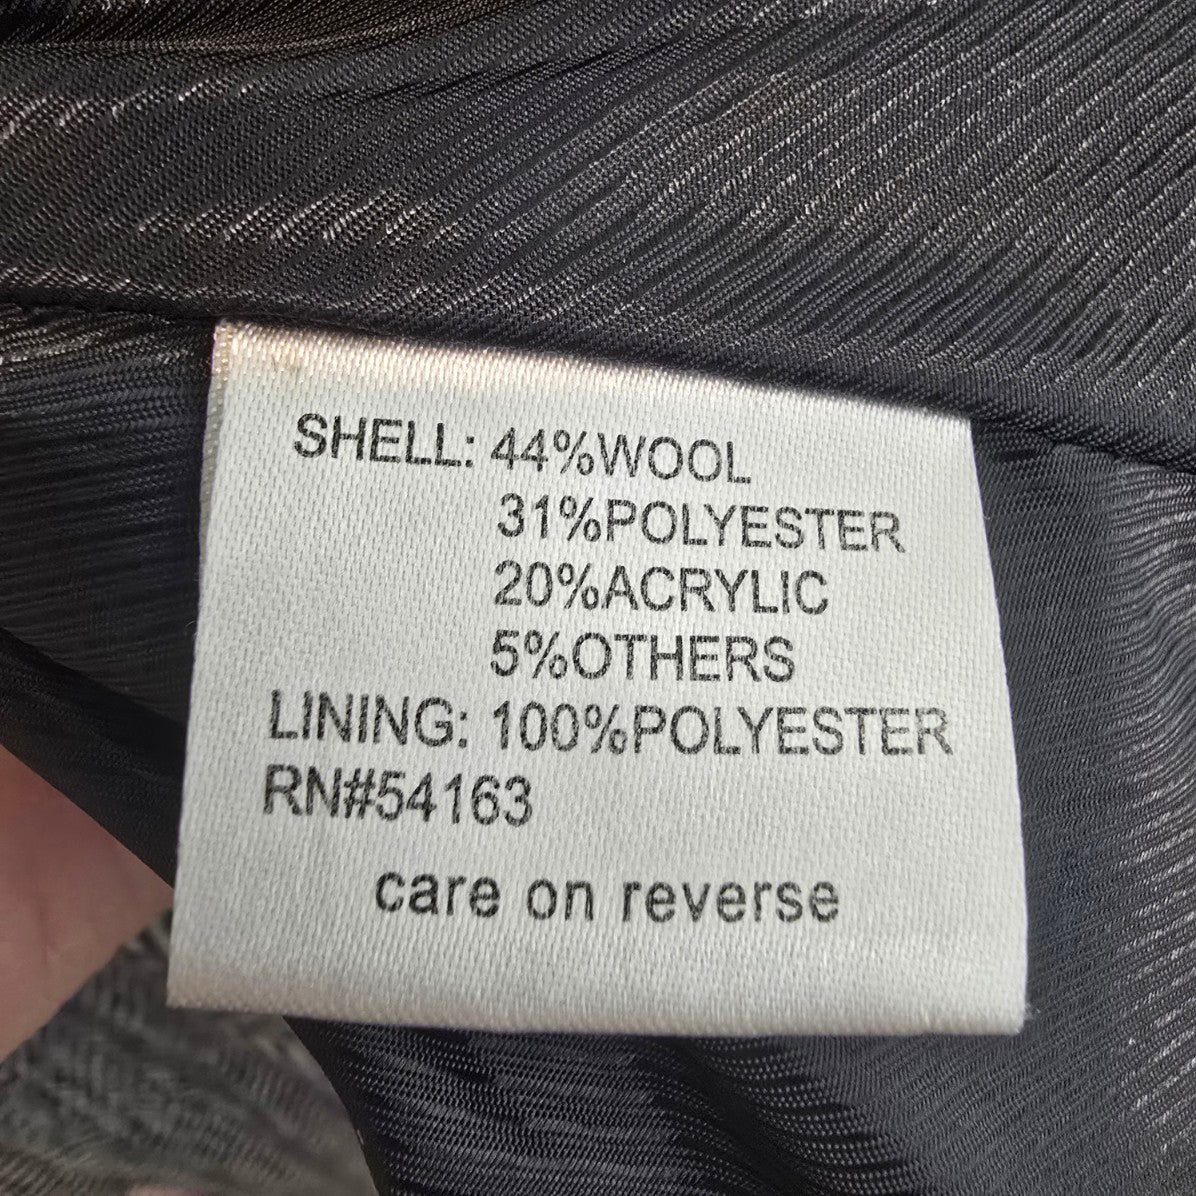 SHELL: 44%WOOL
31%POLYESTER
20%ACRYLIC
5%OTHERS
LINING: 100%POLYESTER
RN#54163
care on reverse